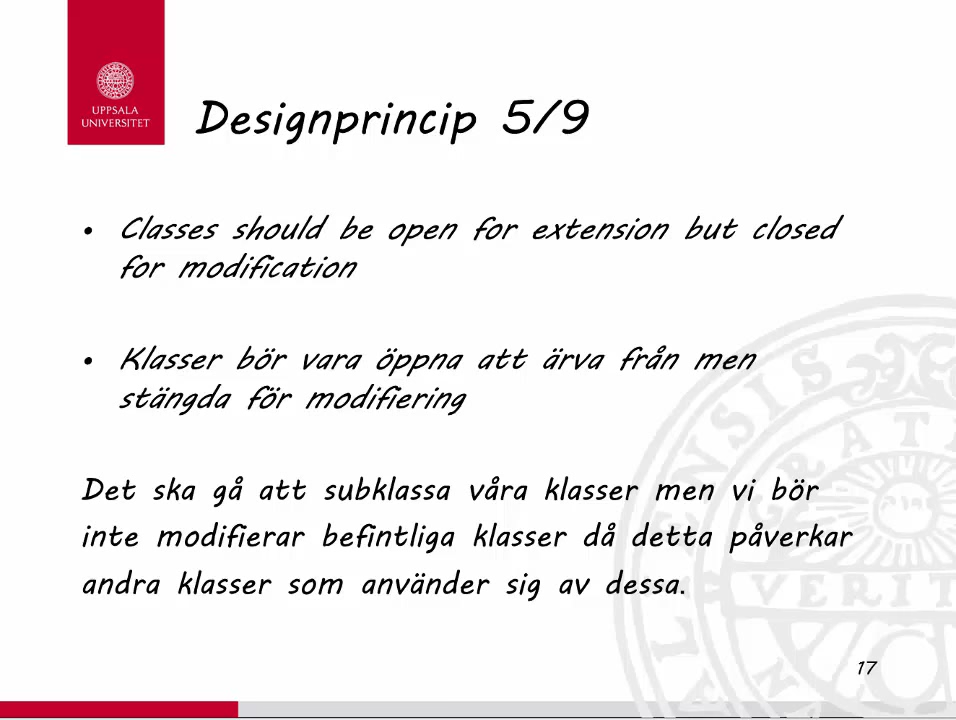 UPPSALA
UNIVERSITET
Designprincip 5/9
• Classes should be open for extension but closed
for modification
• Klasser bör vara öppna att ärva från men
stängda för modifiering
Det ska gå att subklassa våra klasser men vi bör
inte modifierar befintliga klasser då detta påverkar
andra klasser som använder sig av dessa.
17